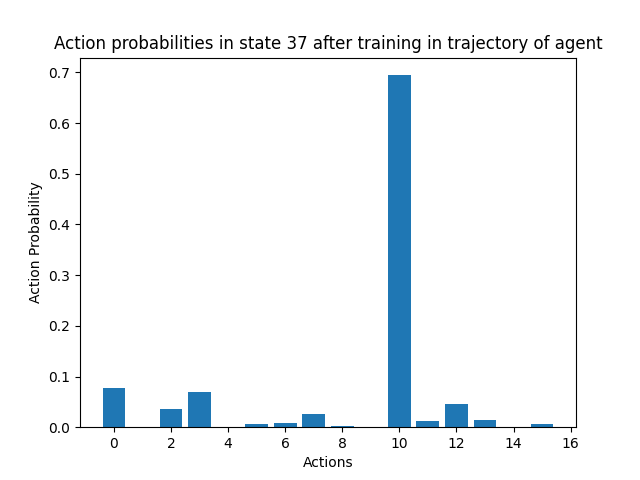 Action probabilities in state 37 after training in trajectory of agent
0.7
0.6
0.5
0.4
0.3
0.2
0.1
0.0
Action Probability
0 2 4 6 8 10 12 14 16
Actions